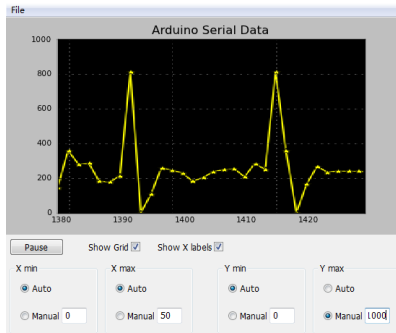 File
Arduino Serial Data
1000
800
600
400
200
0
1380 1390 1400 1410 1420
Pause Show Grid Show X labels
X min X max Y min Y max
Auto Auto Auto Auto
Manual 0 Manual 50 Manual 0 Manual 1000